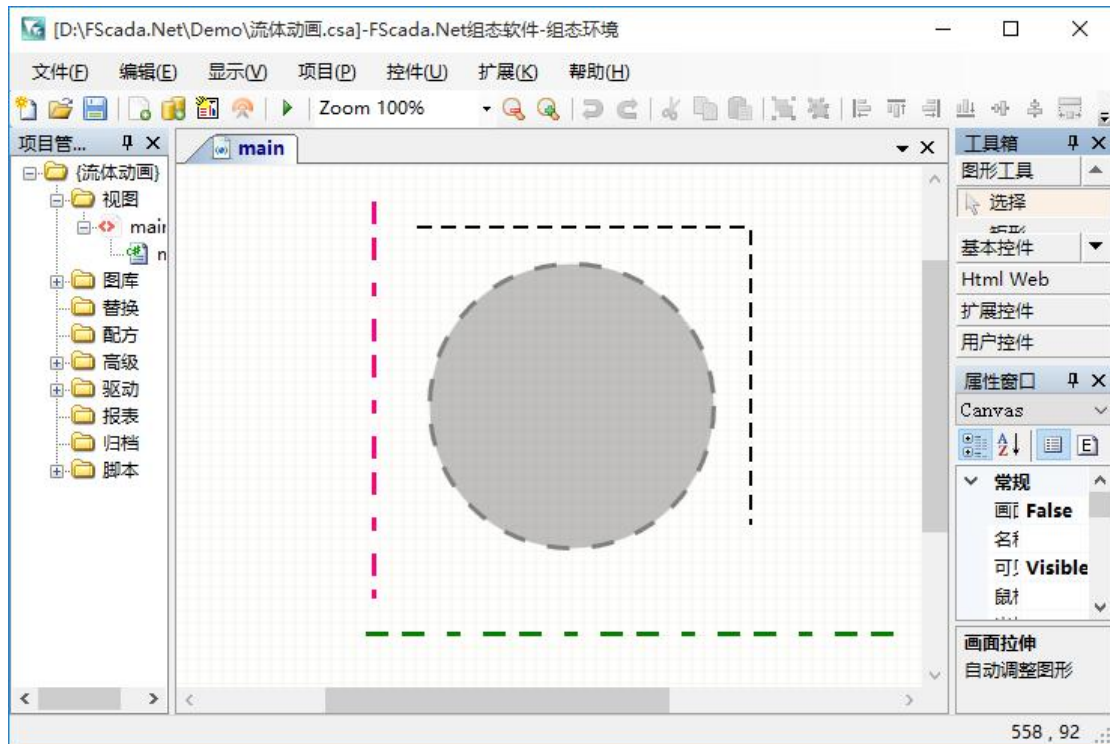 [D:\FScada.Net\Demo\流体动画.csa]-FScada.Net组态软件-组态环境
文件(F) 编辑(E) 显示(V) 项目(P) 控件(U) 扩展(K) 帮助(H)
Zoom 100%
项目管...
{流体动画}
视图
main
图库
替换
配方
高级
驱动
报表
归档
脚本
main
工具箱
图形工具
选择
基本控件
Html Web
扩展控件
用户控件
属性窗口
Canvas
常规
False
Visible
画面拉伸
自动调整图形
558 , 92